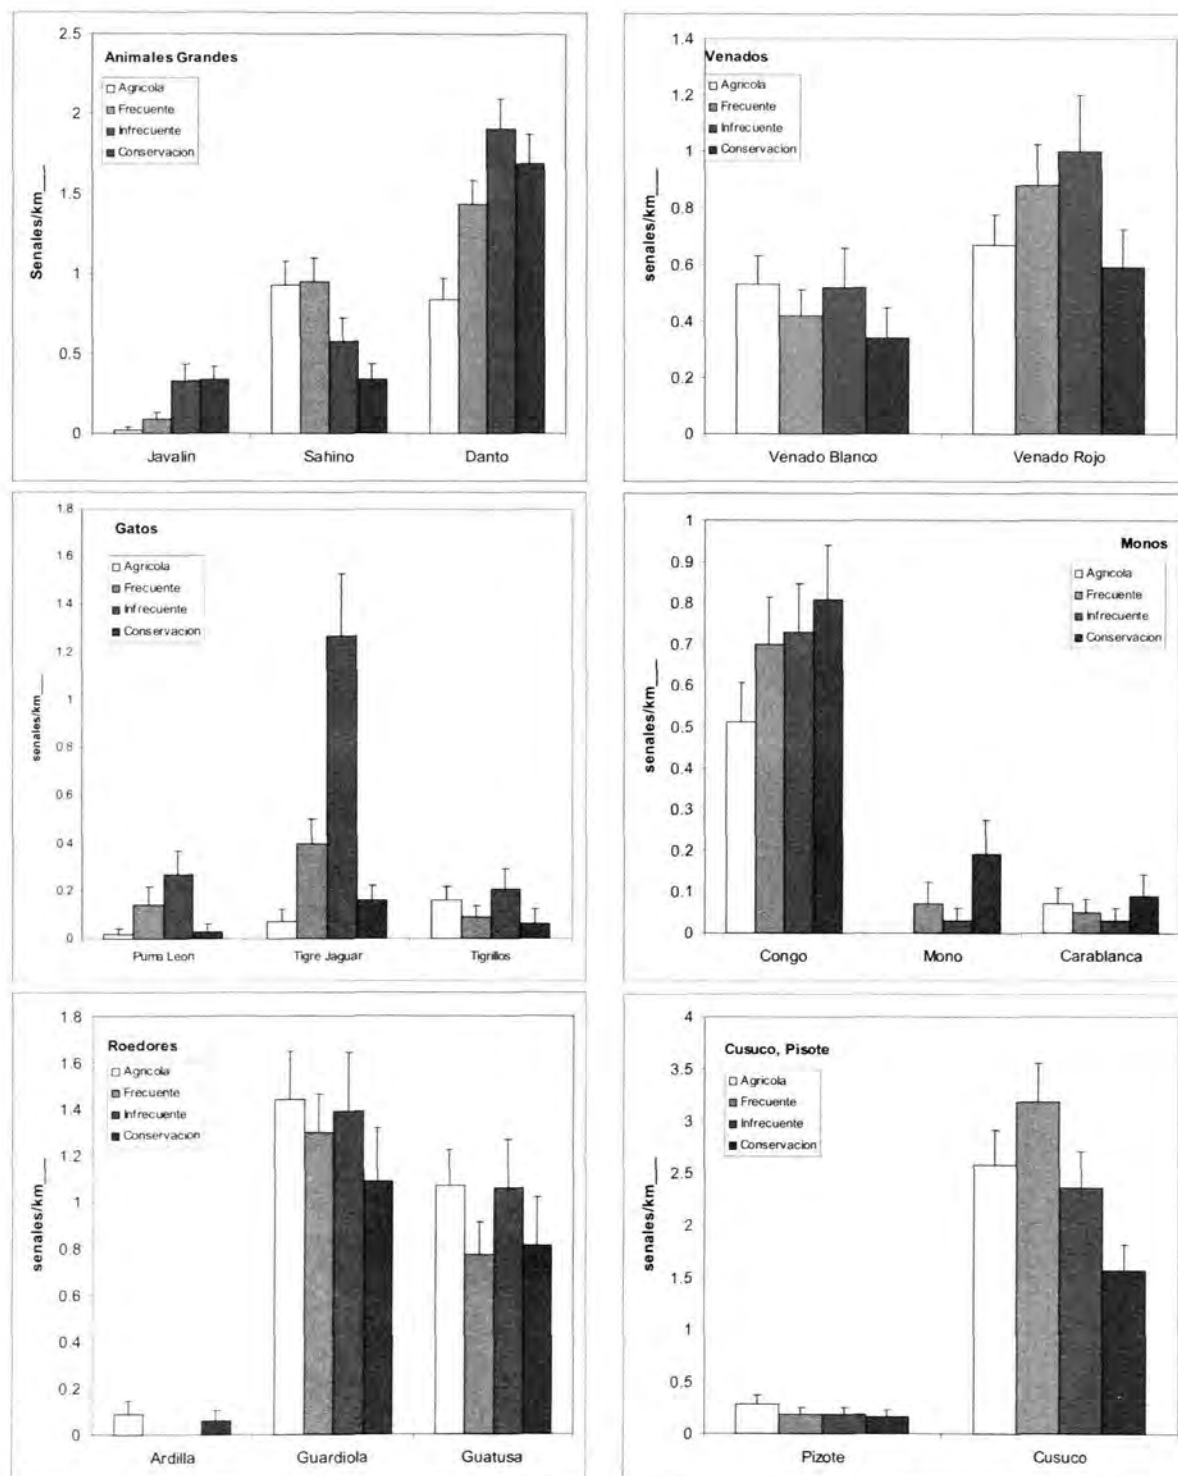 Animales Grandes
Agricola
Frecuente
Infrecuente
Conservacion
Senales/km___
2.5
2
1.5
1
0.5
0
Javalin Sahino Danto
Venados
Agricola
Frecuente
Infrecuente
Conservacion
senales/km___
1.4
1.2
1
0.8
0.6
0.4
0.2
0
Venado Blanco Venado Rojo
Gatos
Agricola
Frecuente
Infrecuente
Conservacion
senales/km___
1.8
1.6
1.4
1.2
1
0.8
0.6
0.4
0.2
0
Puma Leon Tigre Jaguar Tigrillos
Monos
Agricola
Frecuente
Infrecuente
Conservacion
senales/km___
1
0.9
0.8
0.7
0.6
0.5
0.4
0.3
0.2
0.1
0
Congo Mono Carablanca
Roedores
Agricola
Frecuente
Infrecuente
Conservacion
senales/km___
1.8
1.6
1.4
1.2
1
0.8
0.6
0.4
0.2
0
Ardilla Guardiola Guatusa
Cusuco, Pisote
Agricola
Frecuente
Infrecuente
Conservacion
senales/km___
4
3.5
3
2.5
2
1.5
1
0.5
0
Pizote Cusuco